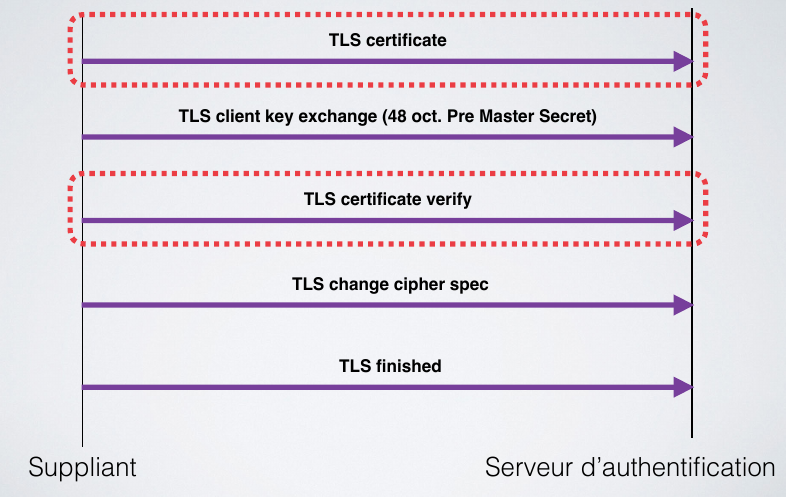 TLS certificate
TLS client key exchange (48 oct. Pre Master Secret)
TLS certificate verify
TLS change cipher spec
TLS finished
Suppliant
Serveur d'authentification